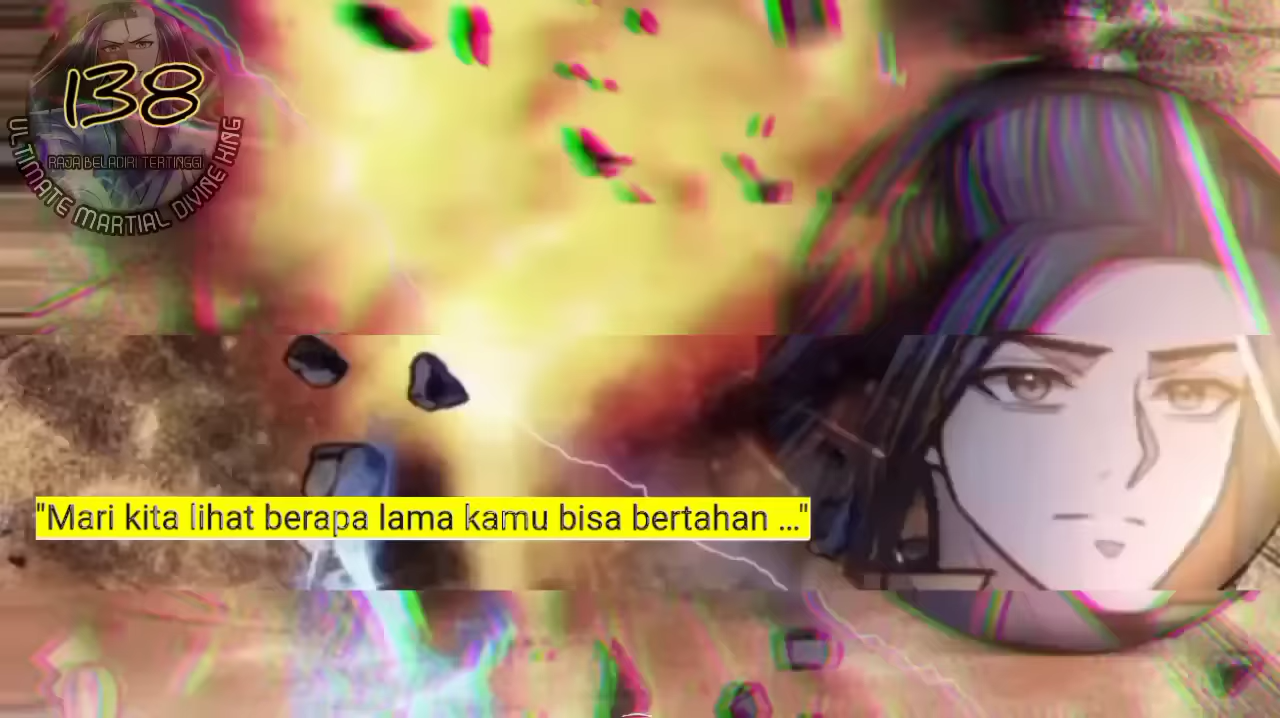 138
RAJA BELADIRI TERTINGGI
ULTIMATE MARTIAL DIVINE KING
"Mari kita lihat berapa lama kamu bisa bertahan ..."